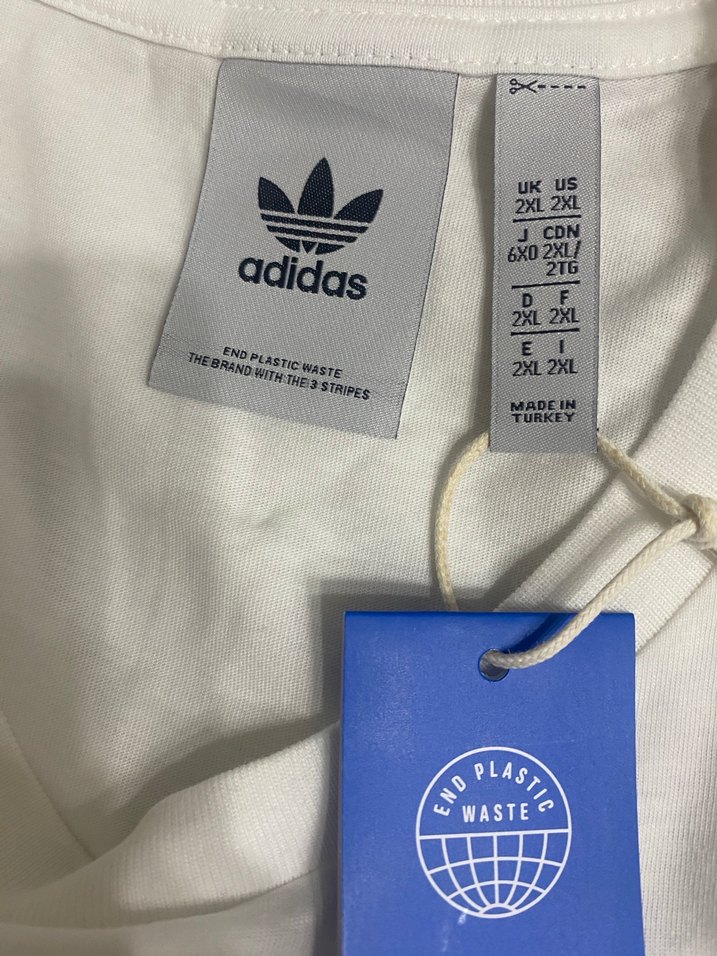 adidas
END PLASTIC WASTE
THE BRAND WITH THE 3 STRIPES
UK US
2XL 2XL
J CDN
6XO 2XL/
2TG
D F
2XL 2XL
E I
2XL 2XL
MADE IN
TURKEY
END PLASTIC
WASTE